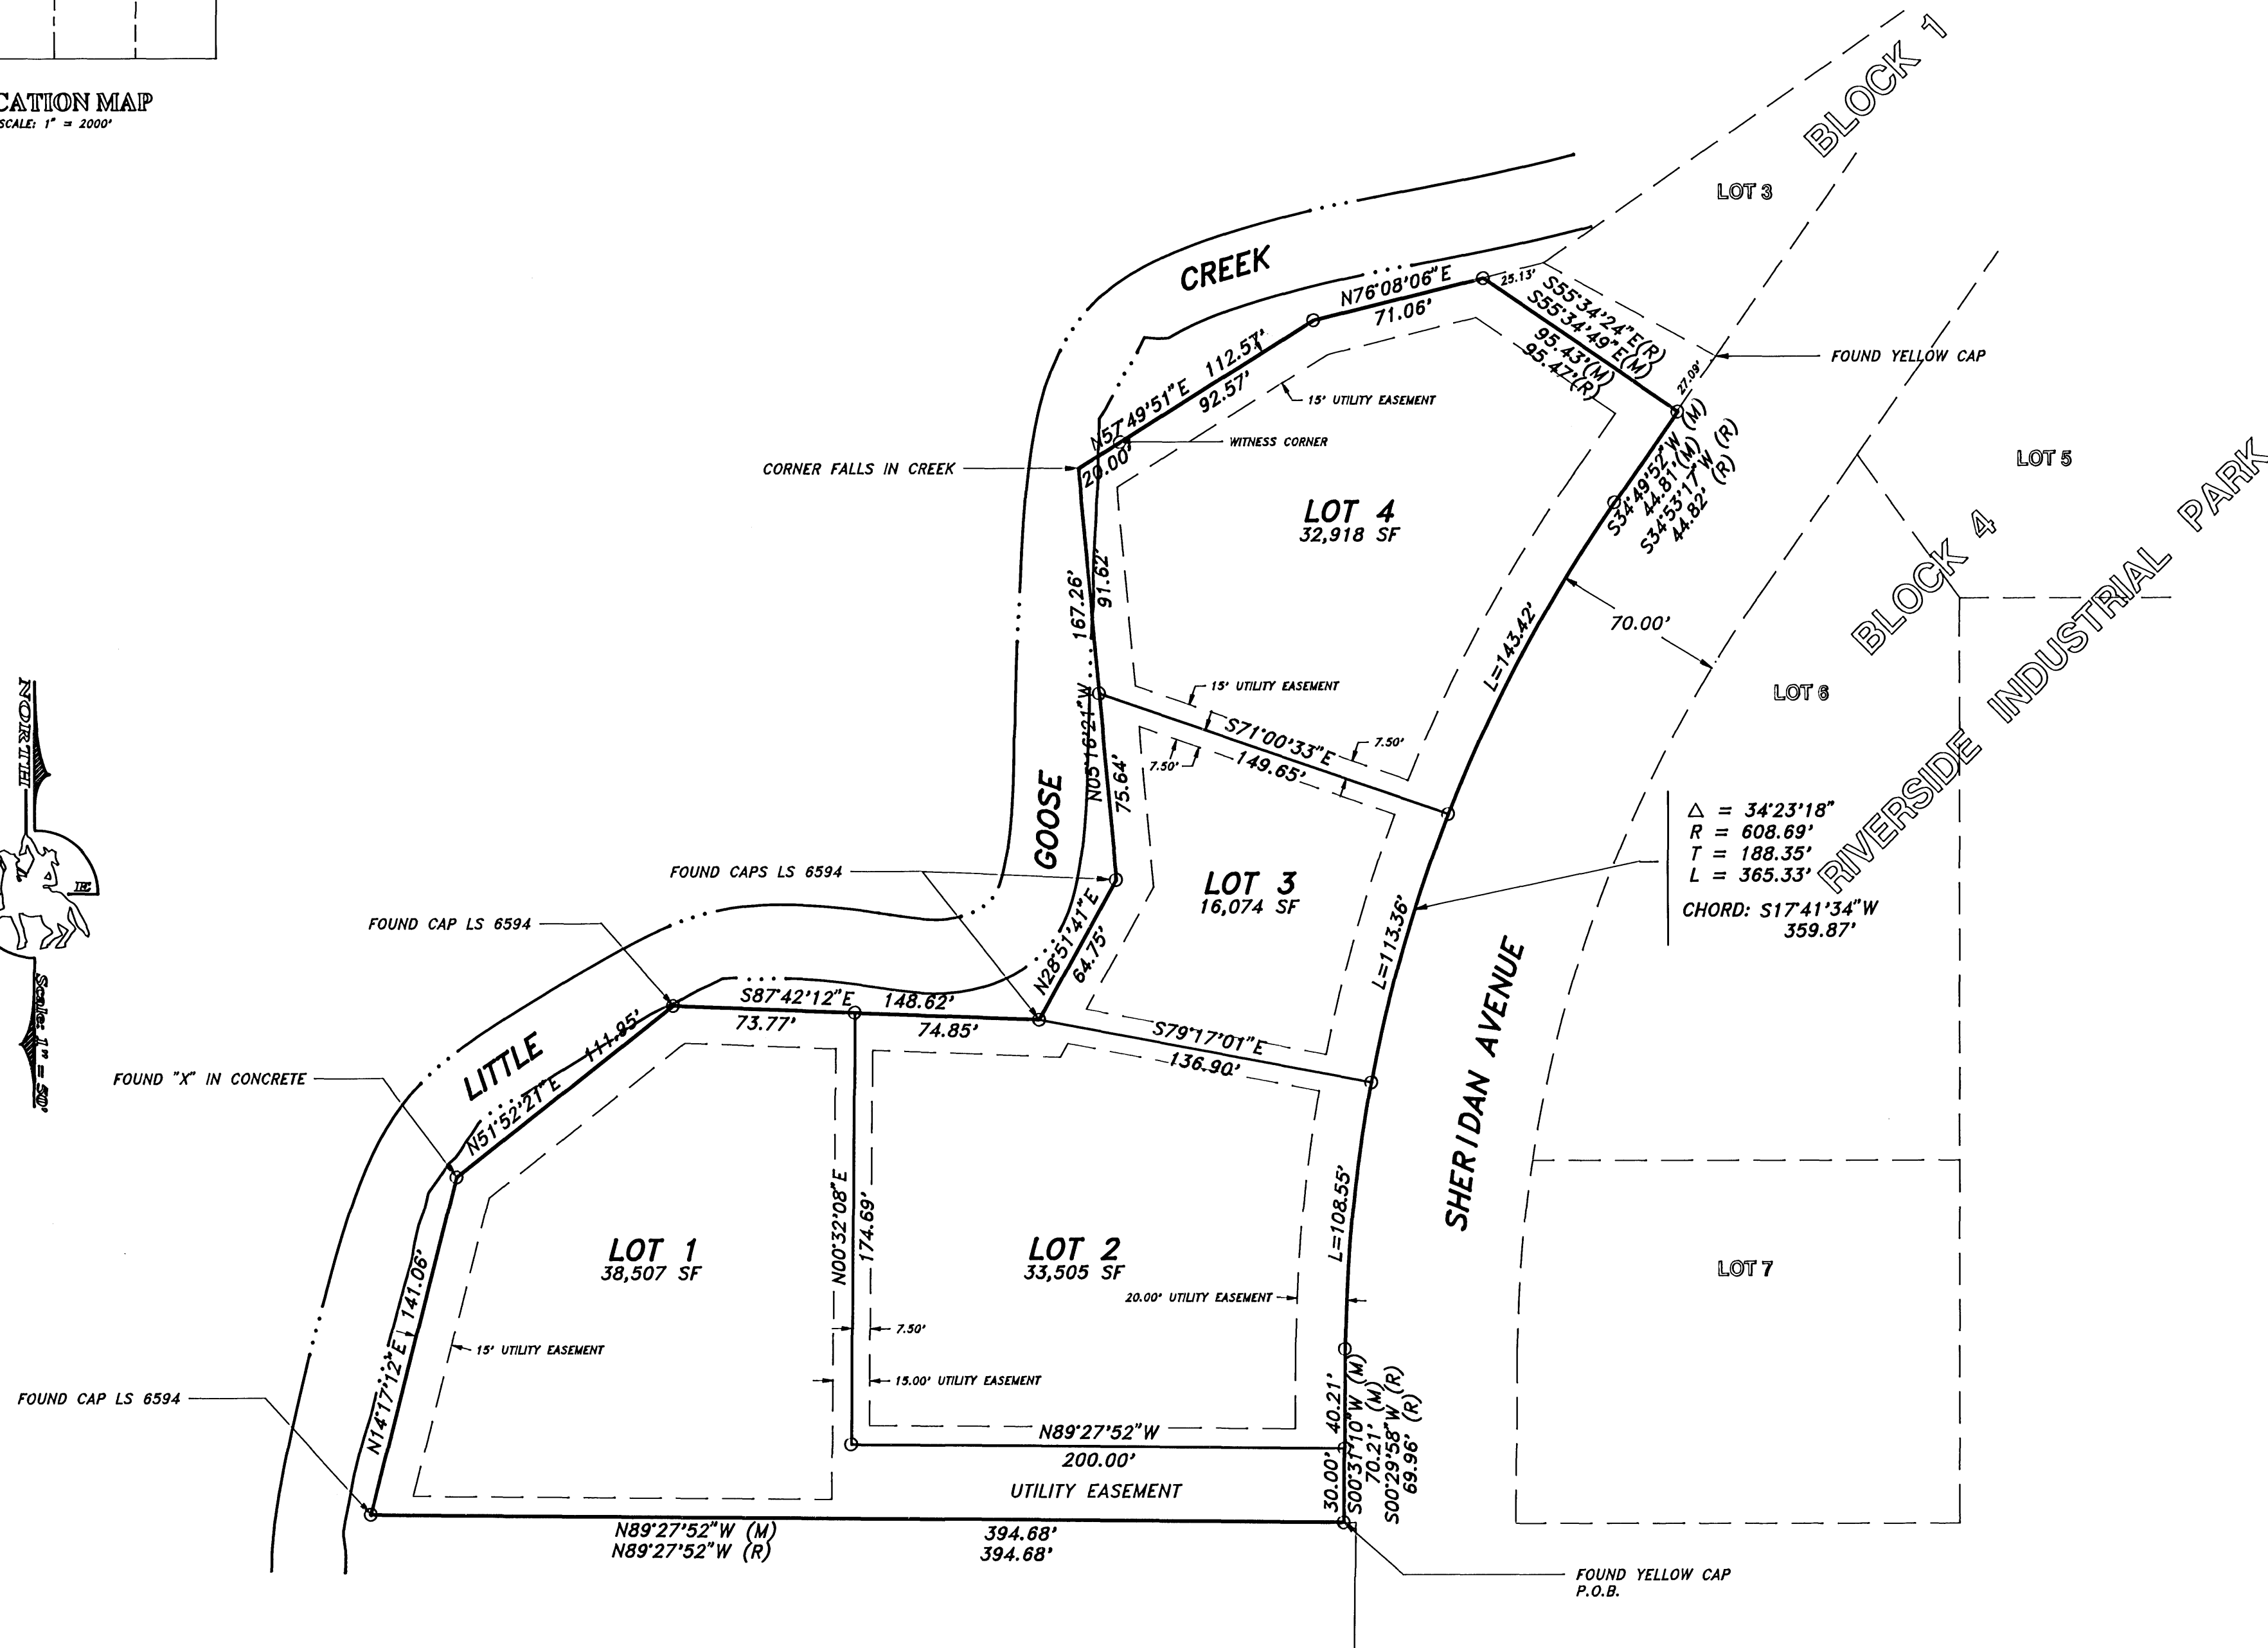 CATION MAP
SCALE: 1" = 2000'
BLOCK 1
LOT 3
CREEK
N76°08'06"E
71.06'
25.13'
S55°34'24"E(R)
S55°34'49"E(M)
95.43'(M)
95.47'(R)
FOUND YELLOW CAP
27.09'
N57°49'51"E
112.57'
92.57'
15' UTILITY EASEMENT
WITNESS CORNER
CORNER FALLS IN CREEK
20.00'
S34°49'52"W (M)
44.81'(M)
S34°53'17"W (R)
44.82' (R)
LOT 5
LOT 4
32,918 SF
BLOCK 4
RIVERSIDE INDUSTRIAL PARK
167.26'
91.62'
70.00'
L=143.42'
LOT 6
15' UTILITY EASEMENT
NORTH
N05°16'21"W
75.64'
S71°00'33"E
149.65'
7.50'
7.50'
GOOSE
△ = 34°23'18"
R = 608.69'
T = 188.35'
L = 365.33'
CHORD: S17°41'34"W
359.87'
FOUND CAPS LS 6594
LOT 3
16,074 SF
IEC
FOUND CAP LS 6594
N28°51'41"E
64.75'
L=113.36'
SHERIDAN AVENUE
Scale: 1" = 50'
S87°42'12"E
148.62'
73.77'
74.85'
S79°17'01"E
136.90'
LITTLE
111.95'
N51°52'21"E
FOUND "X" IN CONCRETE
N00°32'08"E
174.69'
L=108.55'
LOT 1
38,507 SF
LOT 2
33,505 SF
LOT 7
20.00' UTILITY EASEMENT
7.50'
N14°17'12"E
141.06'
15' UTILITY EASEMENT
15.00' UTILITY EASEMENT
FOUND CAP LS 6594
N89°27'52"W
200.00'
UTILITY EASEMENT
40.21'
30.00'
S00°31'10"W (M)
70.21' (M)
S00°29'58"W (R)
69.96' (R)
N89°27'52"W (M)
394.68'
N89°27'52"W (R)
394.68'
FOUND YELLOW CAP
P.O.B.